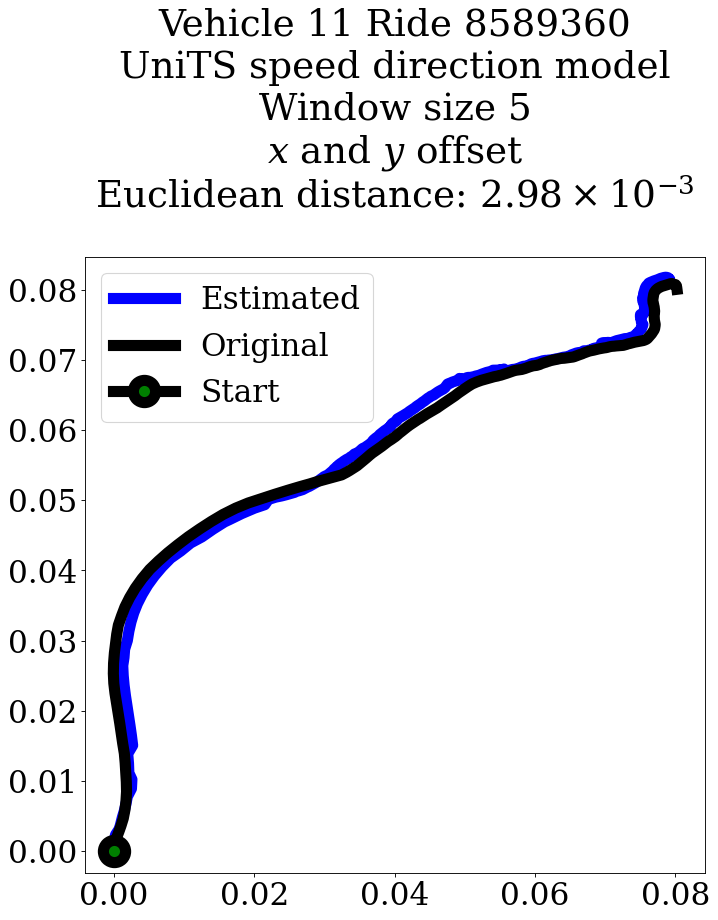 Vehicle 11 Ride 8589360
UniTS speed direction model
Window size 5
x and y offset
Euclidean distance: 2.98 × 10⁻³
Estimated
Original
Start
0.08
0.07
0.06
0.05
0.04
0.03
0.02
0.01
0.00
0.00 0.02 0.04 0.06 0.08